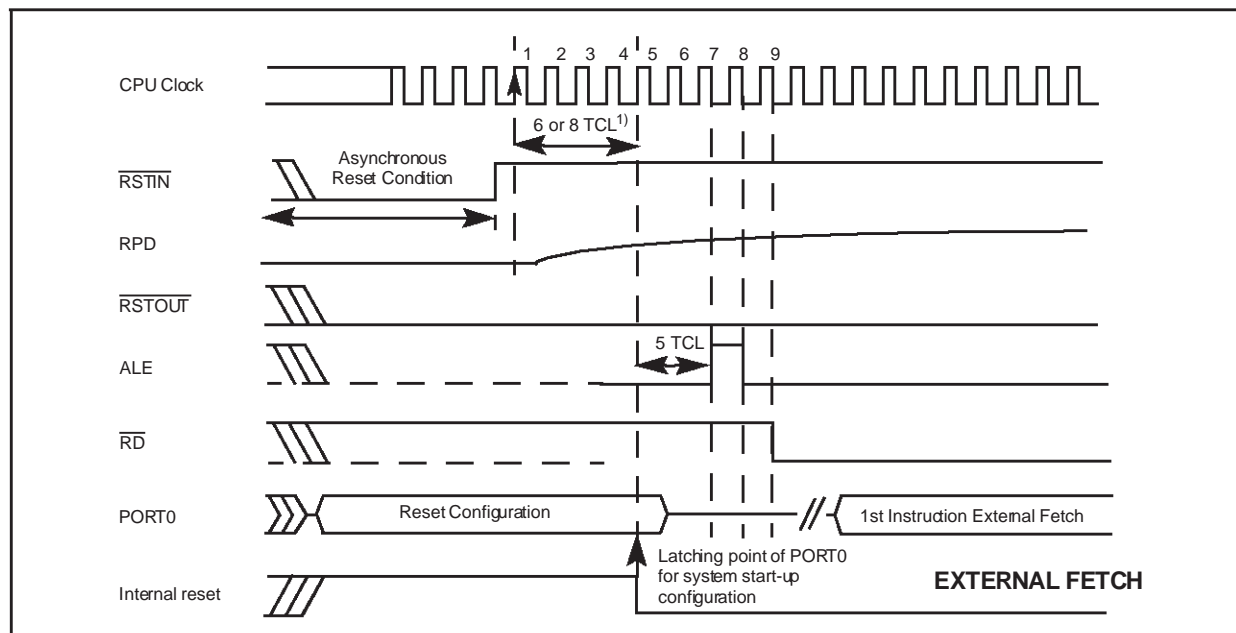 1 2 3 4 5 6 7 8 9
CPU Clock
6 or 8 TCL1)
Asynchronous
Reset Condition
RSTIN
RPD
RSTOUT
5 TCL
ALE
RD
PORT0
Reset Configuration
1st Instruction External Fetch
Latching point of PORT0
for system start-up
configuration
EXTERNAL FETCH
Internal reset